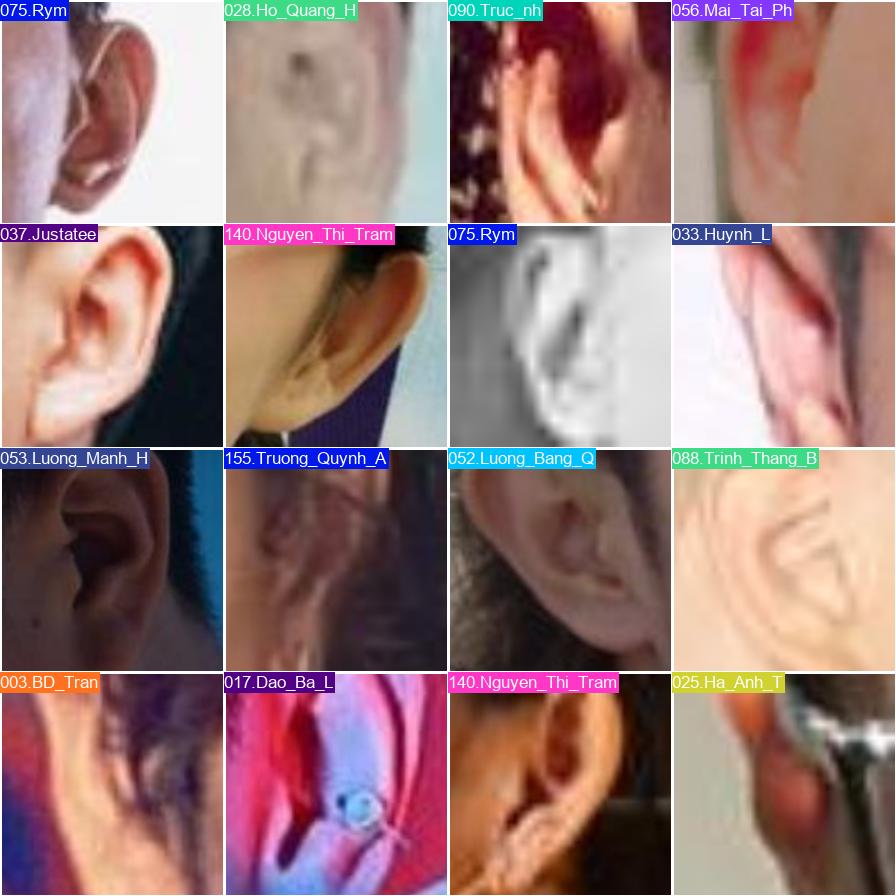 075.Rym
028.Ho_Quang_H
090.Truc_nh
056.Mai_Tai_Ph
037.Justatee
140.Nguyen_Thi_Tram
075.Rym
033.Huynh_L
053.Luong_Manh_H
155.Truong_Quynh_A
052.Luong_Bang_Q
088.Trinh_Thang_B
003.BD_Tran
017.Dao_Ba_L
140.Nguyen_Thi_Tram
025.Ha_Anh_T